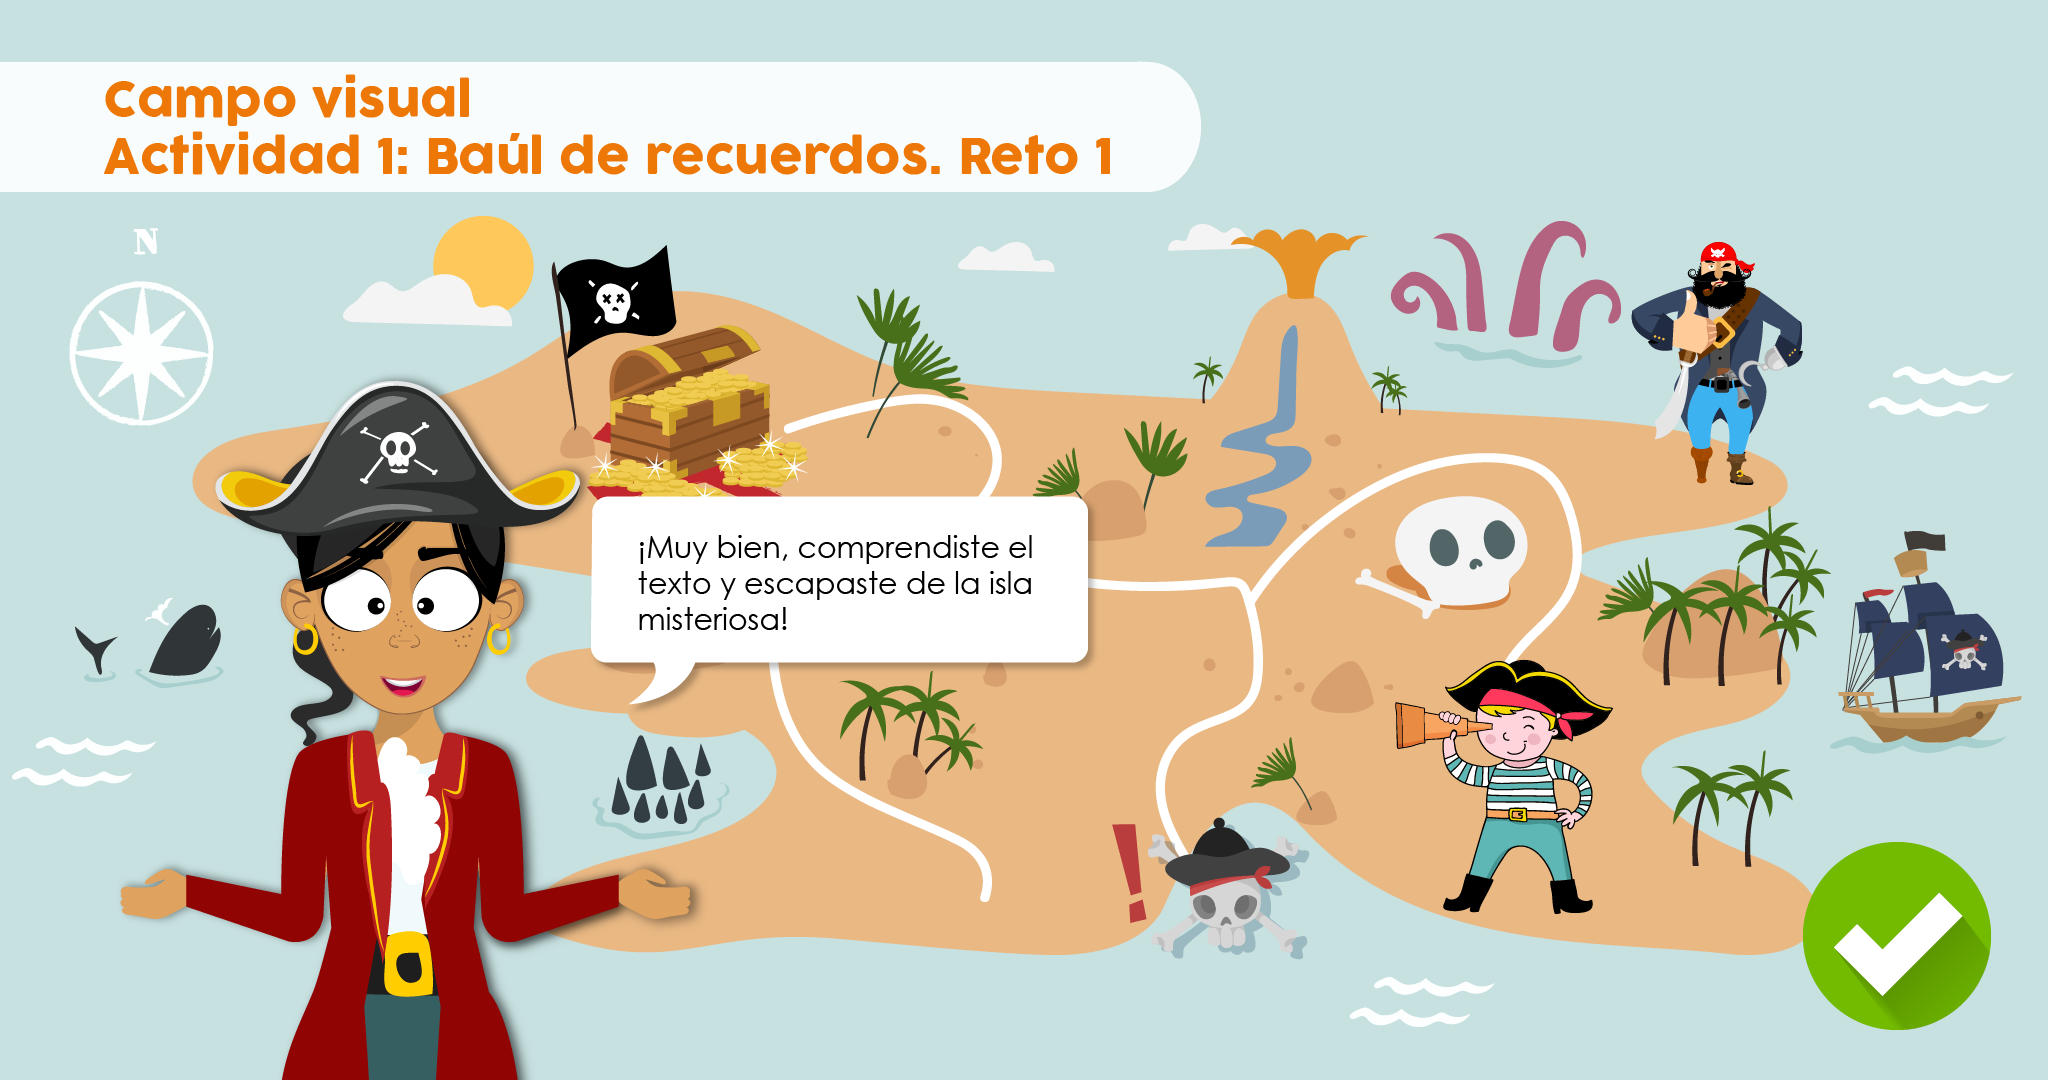 Campo visual
Actividad 1: Baúl de recuerdos. Reto 1
N
¡Muy bien, comprendiste el
texto y escapaste de la isla
misteriosa!
!